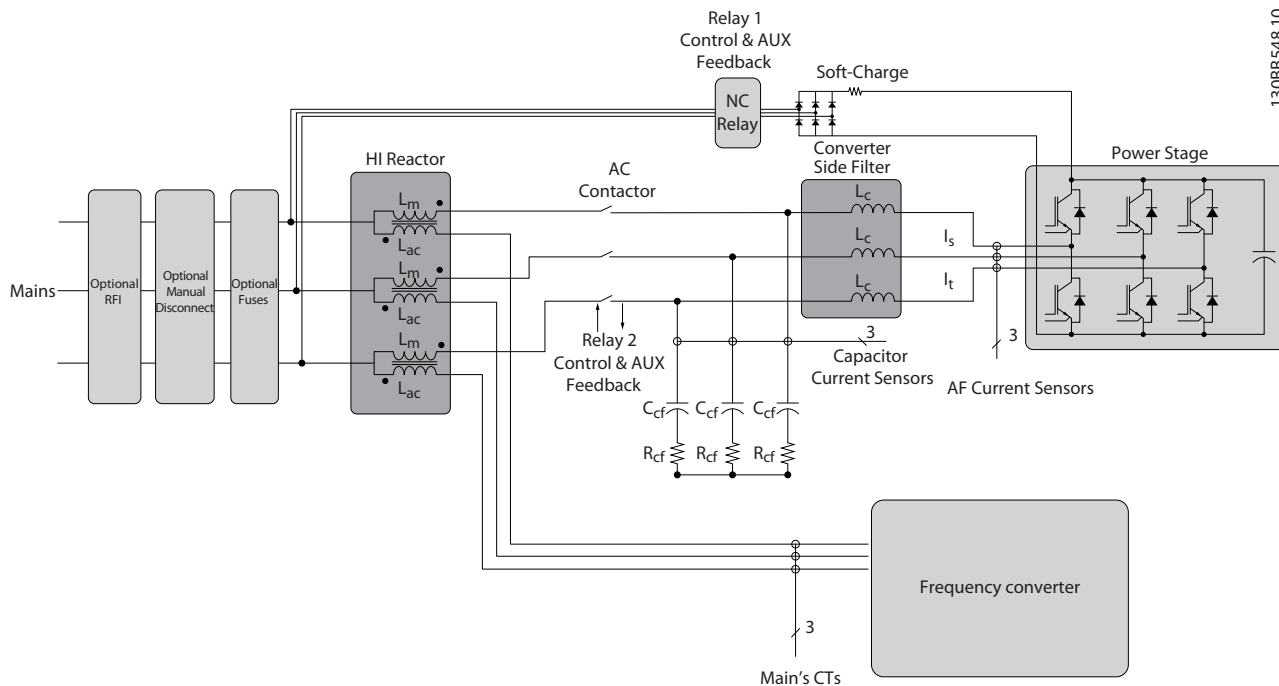 130BB548.10
Relay 1
Control & AUX
Feedback
NC
Relay
Soft-Charge
Converter
Side Filter
Power Stage
HI Reactor
AC
Contactor
Mains
Optional
RFI
Optional
Manual
Disconnect
Optional
Fuses
Lm
Lac
Lm
Lac
Lm
Lac
Lc
Lc
Lc
Is
It
Relay 2
Control & AUX
Feedback
3
Capacitor
Current Sensors
3
AF Current Sensors
Ccf Ccf Ccf
Rcf Rcf Rcf
Frequency converter
3
Main's CTs